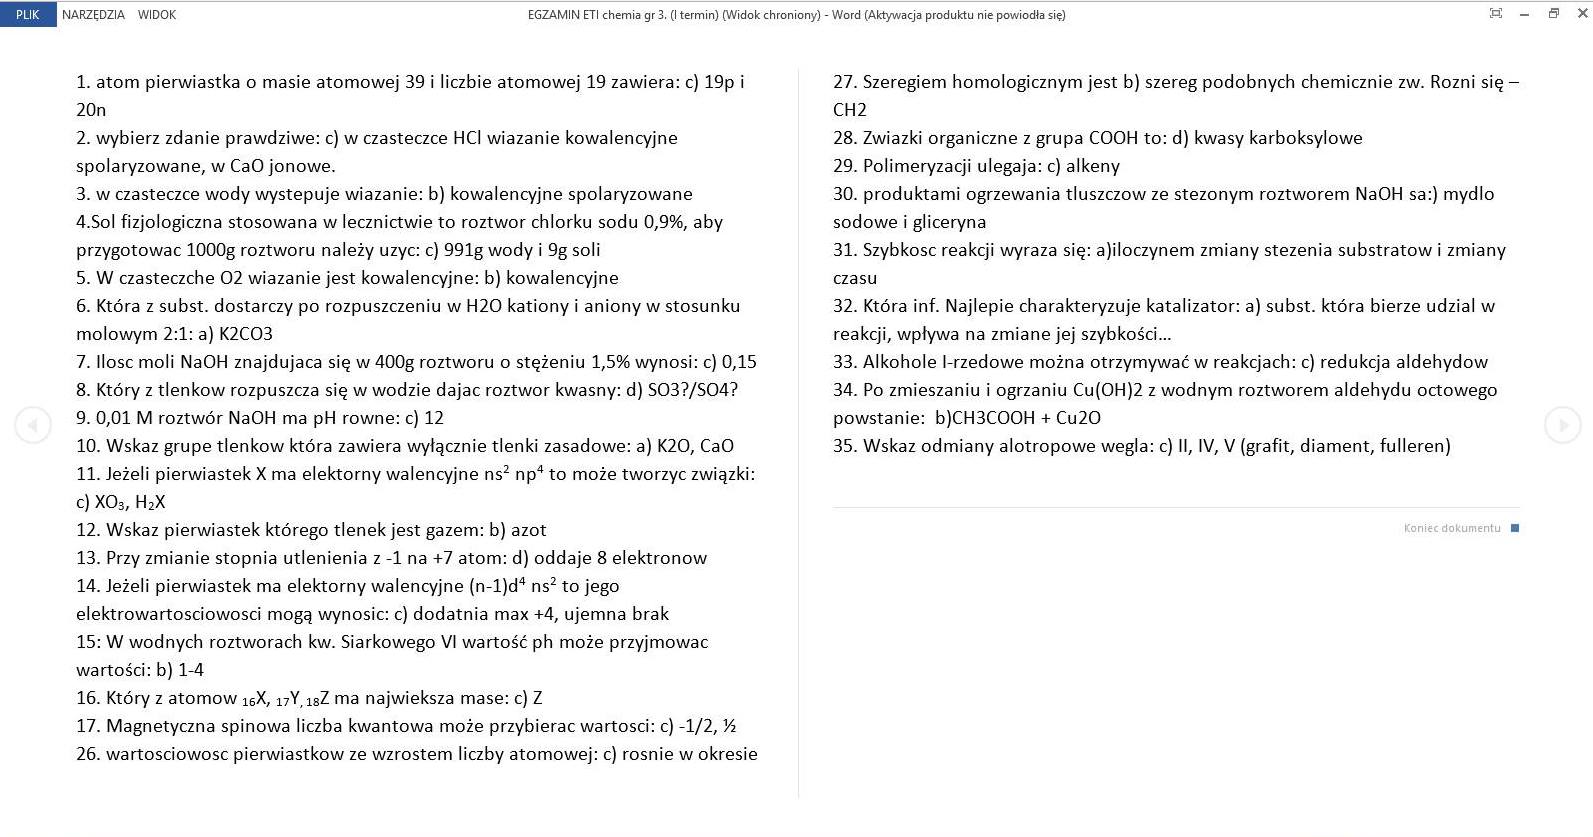 PLIK NARZĘDZIA WIDOK
EGZAMIN ETI chemia gr 3. (I termin) (Widok chroniony) - Word (Aktywacja produktu nie powiodła się)
1. atom pierwiastka o masie atomowej 39 i liczbie atomowej 19 zawiera: c) 19p i
20n
2. wybierz zdanie prawdziwe: c) w czasteczce HCl wiazanie kowalencyjne
spolaryzowane, w CaO jonowe.
3. w czasteczce wody wystepuje wiazanie: b) kowalencyjne spolaryzowane
4.Sol fizjologiczna stosowana w lecznictwie to roztwor chlorku sodu 0,9%, aby
przygotowac 1000g roztworu należy uzyc: c) 991g wody i 9g soli
5. W czasteczche O2 wiazanie jest kowalencyjne: b) kowalencyjne
6. Która z subst. dostarczy po rozpuszczeniu w H2O kationy i aniony w stosunku
molowym 2:1: a) K2CO3
7. Ilosc moli NaOH znajdujaca się w 400g roztworu o stężeniu 1,5% wynosi: c) 0,15
8. Który z tlenkow rozpuszcza się w wodzie dajac roztwor kwasny: d) SO3?/SO4?
9. 0,01 M roztwór NaOH ma pH rowne: c) 12
10. Wskaz grupe tlenkow która zawiera wyłącznie tlenki zasadowe: a) K2O, CaO
11. Jeżeli pierwiastek X ma elektorny walencyjne ns² np⁴ to może tworzyc związki:
c) XO₃, H₂X
12. Wskaz pierwiastek którego tlenek jest gazem: b) azot
13. Przy zmianie stopnia utlenienia z -1 na +7 atom: d) oddaje 8 elektronow
14. Jeżeli pierwiastek ma elektorny walencyjne (n-1)d⁴ ns² to jego
elektrowartosciowosci mogą wynosic: c) dodatnia max +4, ujemna brak
15: W wodnych roztworach kw. Siarkowego VI wartość ph może przyjmowac
wartości: b) 1-4
16. Który z atomow ₁₆X, ₁₇Y, ₁₈Z ma najwieksza mase: c) Z
17. Magnetyczna spinowa liczba kwantowa może przybierac wartosci: c) -1/2, ½
26. wartosciowosc pierwiastkow ze wzrostem liczby atomowej: c) rosnie w okresie
27. Szeregiem homologicznym jest b) szereg podobnych chemicznie zw. Rozni się –
CH2
28. Zwiazki organiczne z grupa COOH to: d) kwasy karboksylowe
29. Polimeryzacji ulegaja: c) alkeny
30. produktami ogrzewania tluszczow ze stezonym roztworem NaOH sa:) mydlo
sodowe i gliceryna
31. Szybkosc reakcji wyraza się: a)iloczynem zmiany stezenia substratow i zmiany
czasu
32. Która inf. Najlepie charakteryzuje katalizator: a) subst. która bierze udzial w
reakcji, wpływa na zmiane jej szybkości...
33. Alkohole I-rzedowe można otrzymywać w reakcjach: c) redukcja aldehydow
34. Po zmieszaniu i ogrzaniu Cu(OH)2 z wodnym roztworem aldehydu octowego
powstanie: b)CH3COOH + Cu2O
35. Wskaz odmiany alotropowe wegla: c) II, IV, V (grafit, diament, fulleren)
Koniec dokumentu